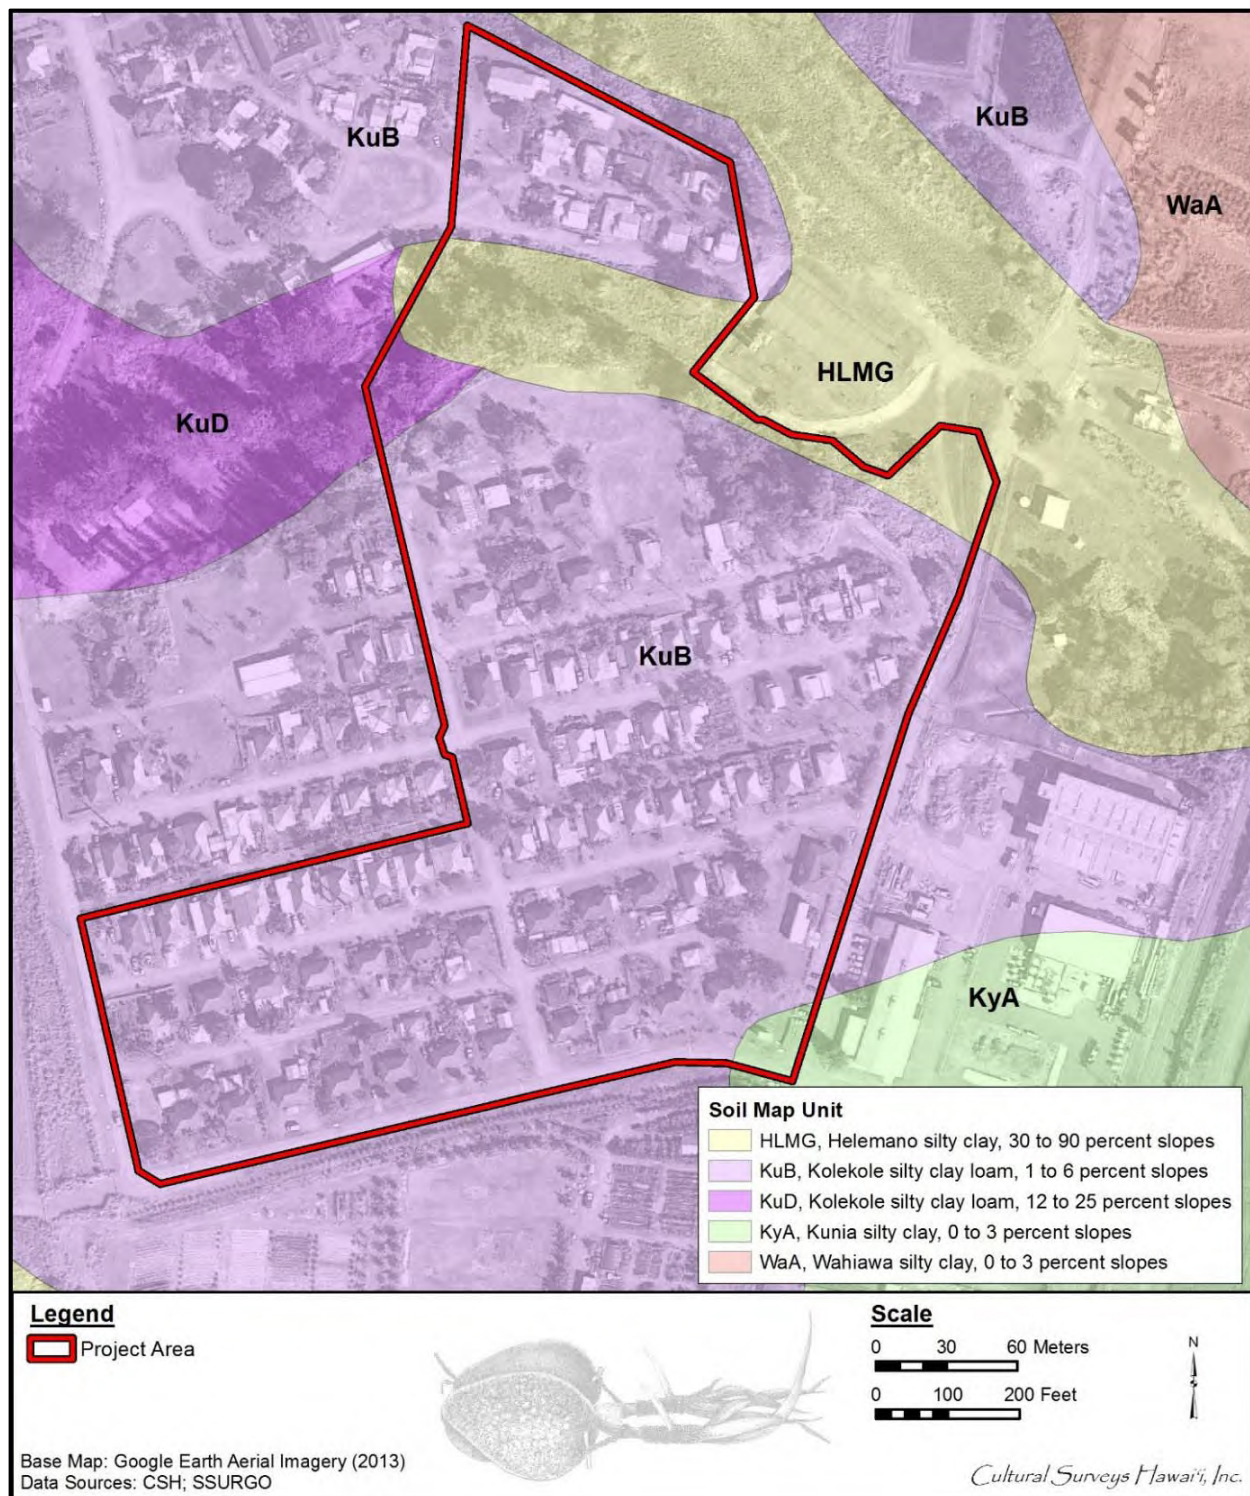 KuB
KuB
WaA
HLMG
KuD
KuB
KyA
Soil Map Unit
HLMG, Helemano silty clay, 30 to 90 percent slopes
KuB, Kolekole silty clay loam, 1 to 6 percent slopes
KuD, Kolekole silty clay loam, 12 to 25 percent slopes
KyA, Kunia silty clay, 0 to 3 percent slopes
WaA, Wahiawa silty clay, 0 to 3 percent slopes
Legend
Project Area
Scale
0 30 60 Meters
0 100 200 Feet
N
Base Map: Google Earth Aerial Imagery (2013)
Data Sources: CSH; SSURGO
Cultural Surveys Hawai‘i, Inc.